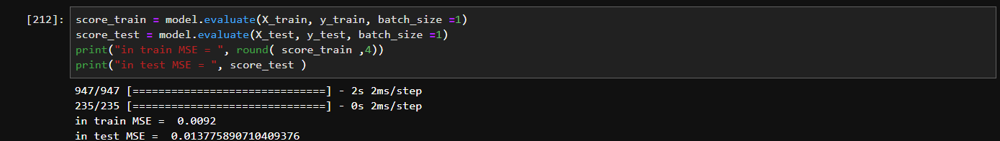 [212]: score_train = model.evaluate(X_train, y_train, batch_size =1)
score_test = model.evaluate(X_test, y_test, batch_size =1)
print("in train MSE = ", round( score_train ,4))
print("in test MSE = ", score_test )
947/947 [==============================] - 2s 2ms/step
235/235 [==============================] - 0s 2ms/step
in train MSE =  0.0092
in test MSE =  0.013775890710409376